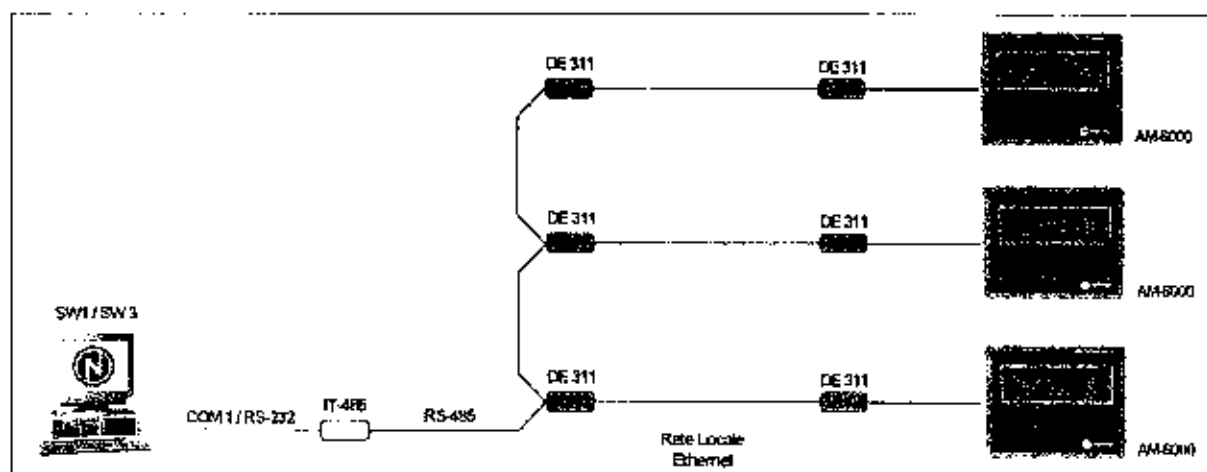 DE 311
DE 311
AM-6000
DE 311
DE 311
AM-6000
SW1 / SW 3
N
DE 311
DE 311
COM 1 / RS-232
IT-485
RS-485
Rete Locale
Ethernet
AM-6000